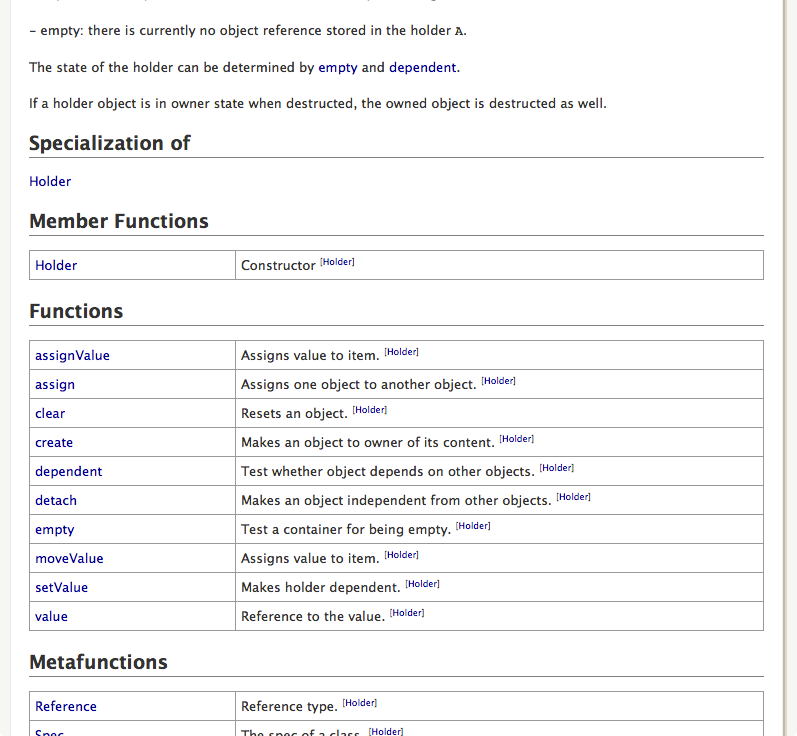 - empty: there is currently no object reference stored in the holder A.
The state of the holder can be determined by empty and dependent.
If a holder object is in owner state when destructed, the owned object is destructed as well.
Specialization of
Holder
Member Functions
Holder Constructor [Holder]
Functions
assignValue Assigns value to item. [Holder]
assign Assigns one object to another object. [Holder]
clear Resets an object. [Holder]
create Makes an object to owner of its content. [Holder]
dependent Test whether object depends on other objects. [Holder]
detach Makes an object independent from other objects. [Holder]
empty Test a container for being empty. [Holder]
moveValue Assigns value to item. [Holder]
setValue Makes holder dependent. [Holder]
value Reference to the value. [Holder]
Metafunctions
Reference Reference type. [Holder]
Spec The spec of a class. [Holder]